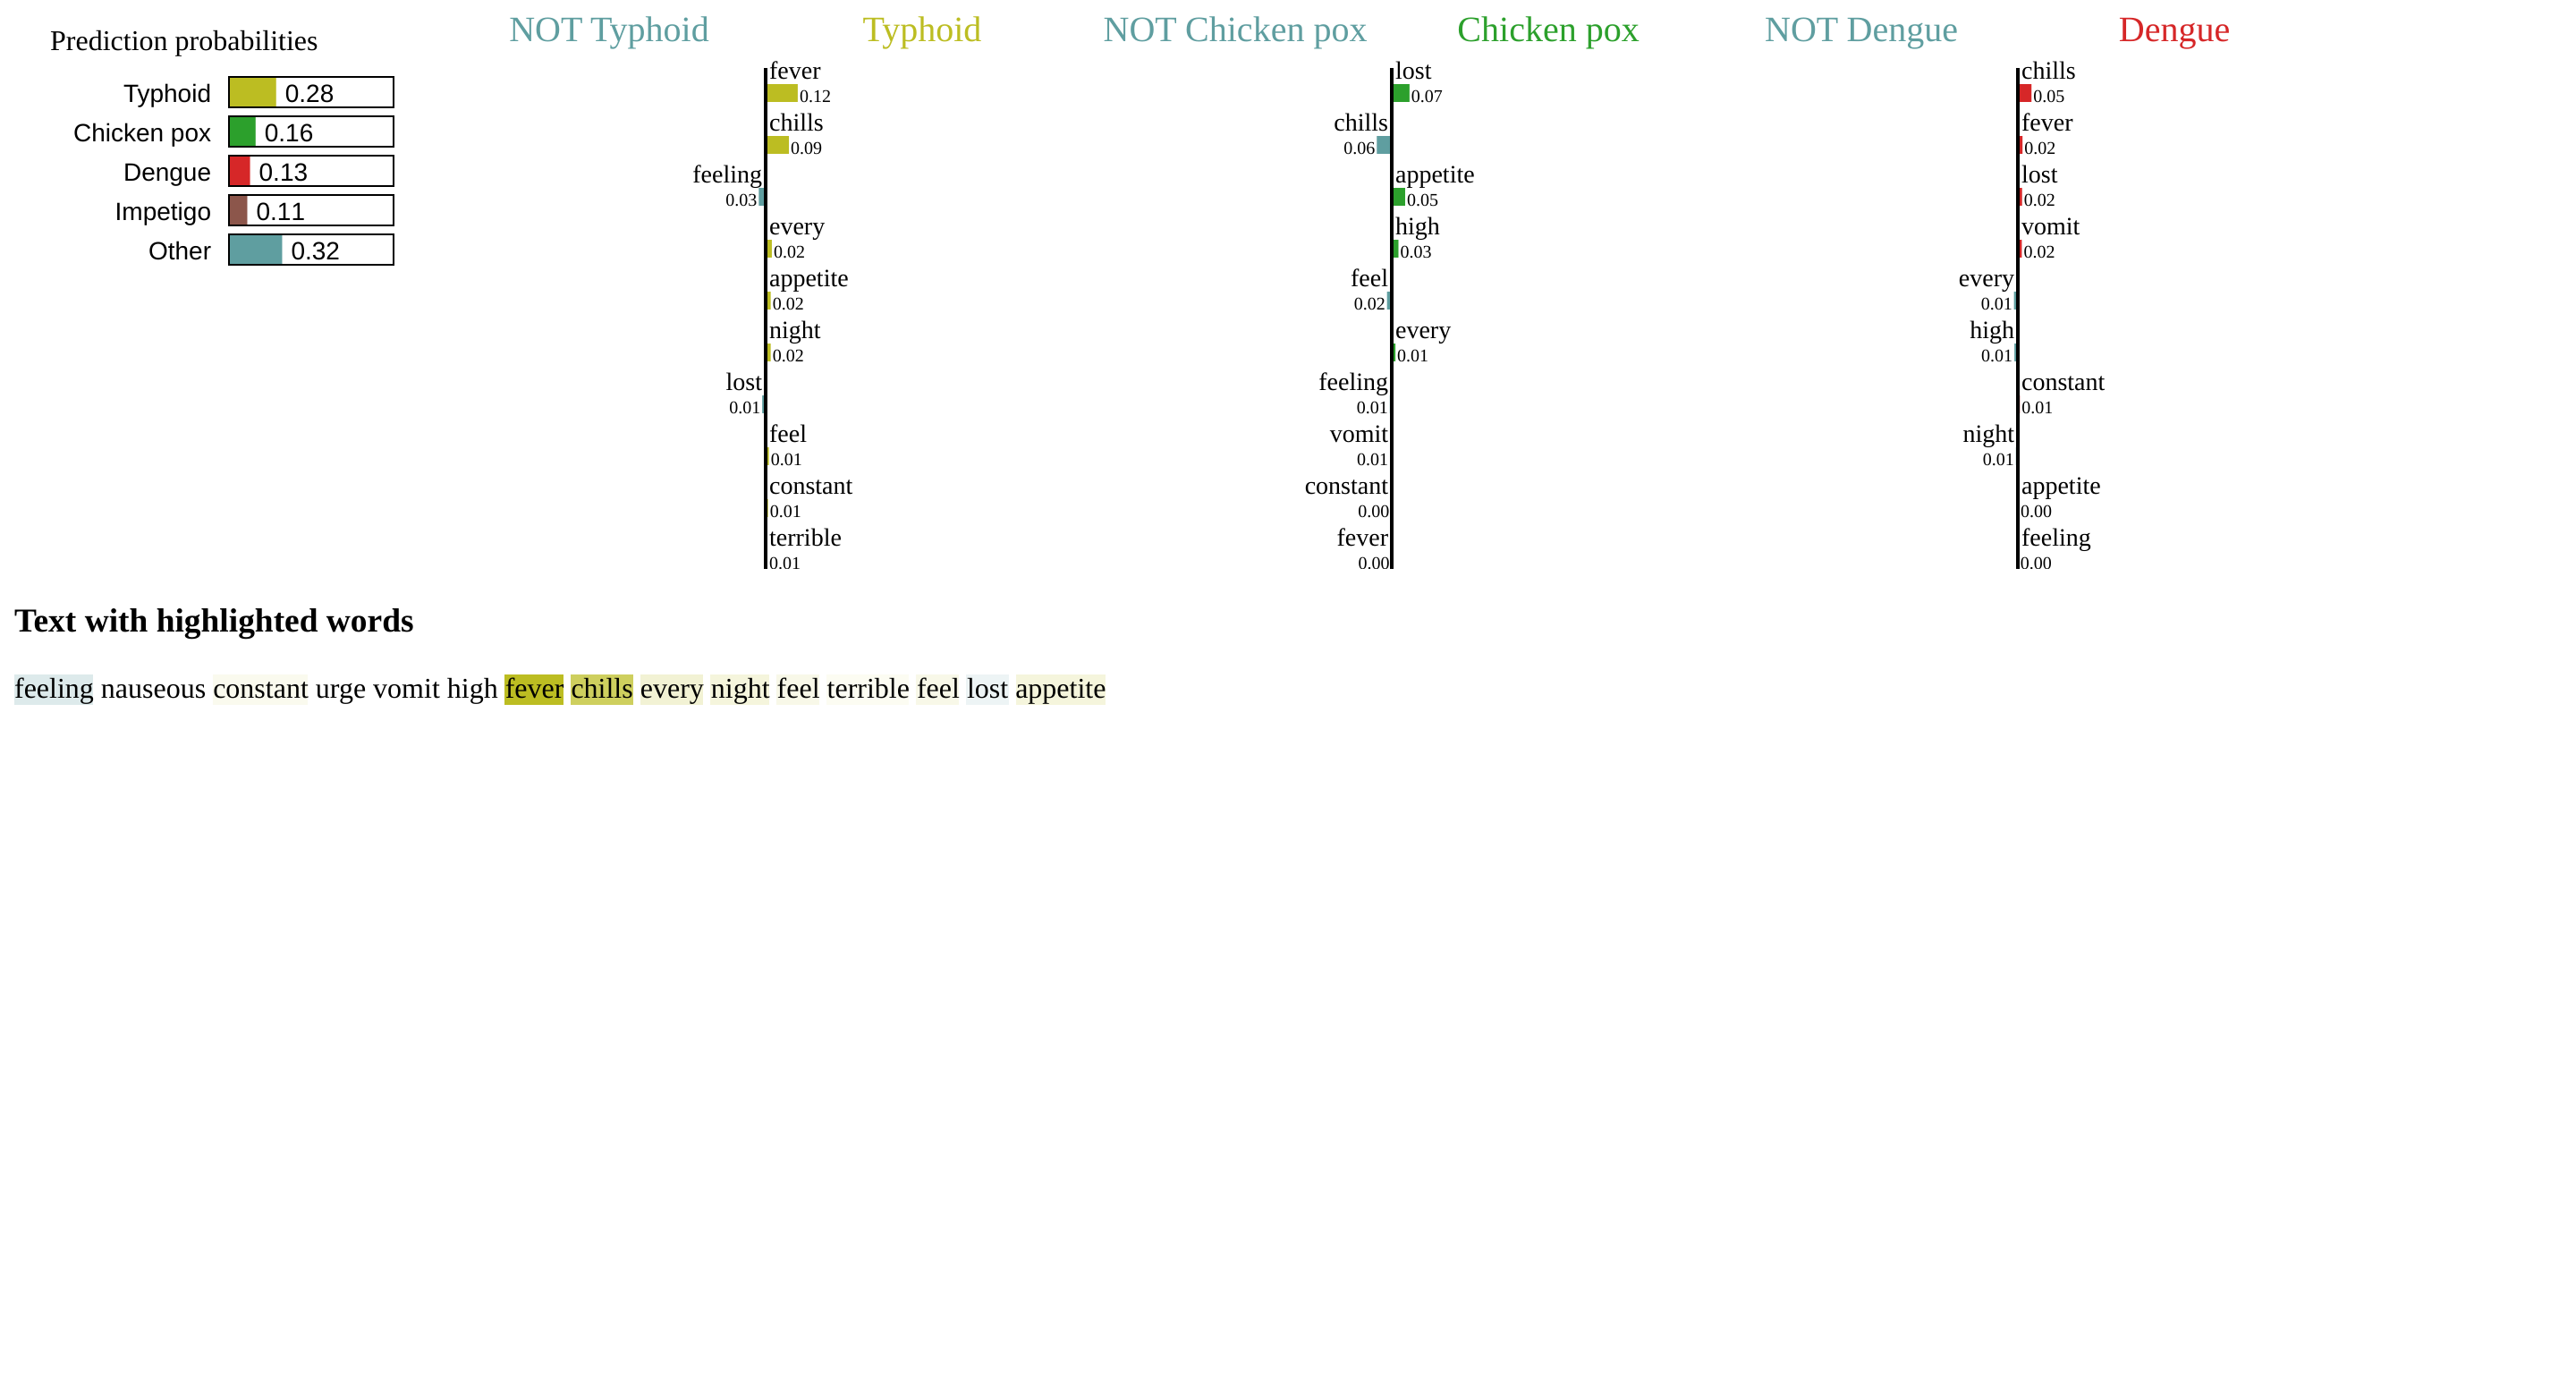 Prediction probabilities
Typhoid 0.28
Chicken pox 0.16
Dengue 0.13
Impetigo 0.11
Other 0.32
NOT Typhoid Typhoid
fever
0.12
chills
0.09
feeling
0.03
every
0.02
appetite
0.02
night
0.02
lost
0.01
feel
0.01
constant
0.01
terrible
0.01
NOT Chicken pox Chicken pox
lost
0.07
chills
0.06
appetite
0.05
high
0.03
feel
0.02
every
0.01
feeling
0.01
vomit
0.01
constant
0.00
fever
0.00
NOT Dengue Dengue
chills
0.05
fever
0.02
lost
0.02
vomit
0.02
every
0.01
high
0.01
constant
0.01
night
0.01
appetite
0.00
feeling
0.00
Text with highlighted words
feeling nauseous constant urge vomit high fever chills every night feel terrible feel lost appetite